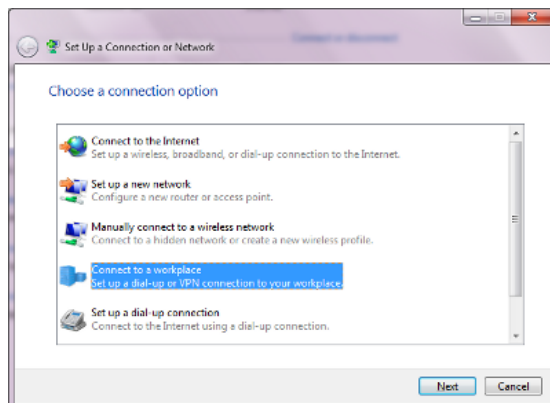 Connect or disconnect
Set Up a Connection or Network
Choose a connection option
Connect to the Internet
Set up a wireless, broadband, or dial-up connection to the Internet.
Set up a new network
Configure a new router or access point.
Manually connect to a wireless network
Connect to a hidden network or create a new wireless profile.
Connect to a workplace
Set up a dial-up or VPN connection to your workplace.
Set up a dial-up connection
Connect to the Internet using a dial-up connection.
Next
Cancel